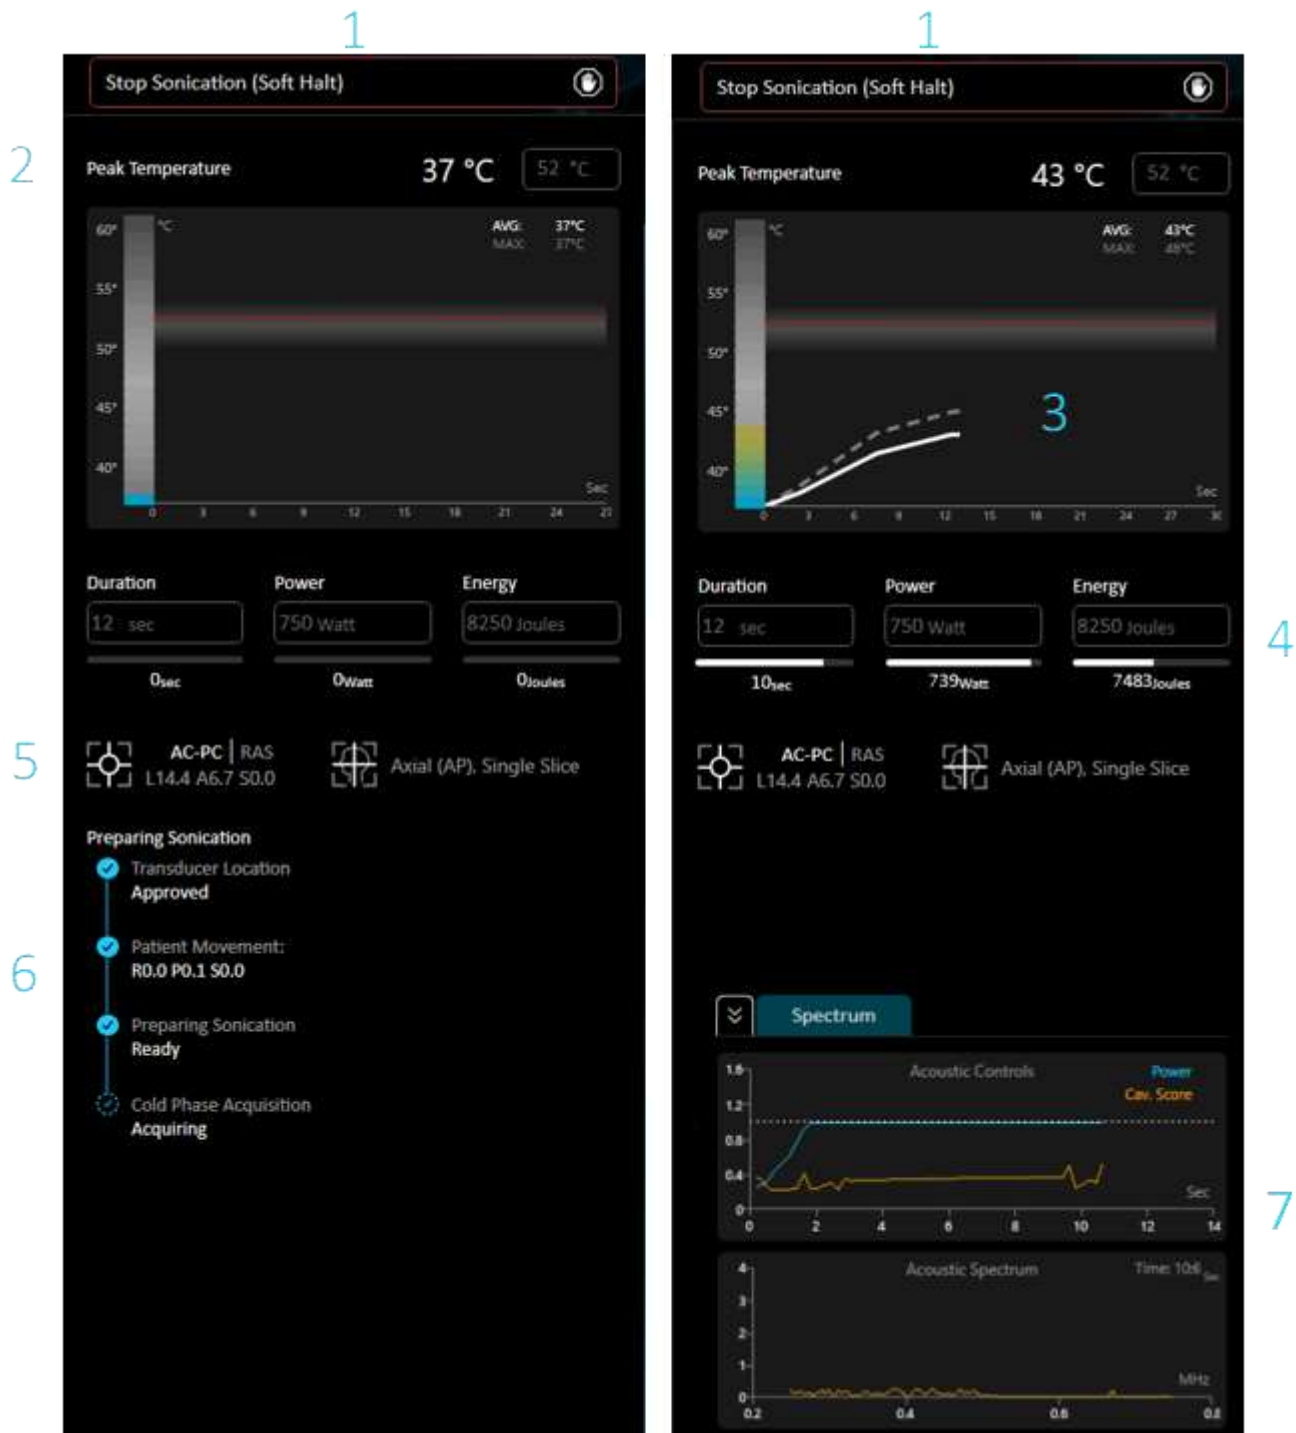 1
Stop Sonication (Soft Halt)
2
Peak Temperature 37 °C 52 °C
°C AVG: 37°C
MAX: 37°C
60°
55°
50°
45°
40°
Sec
0 3 6 9 12 15 18 21 24 27
Duration Power Energy
12 sec 750 Watt 8250 Joules
0sec 0Watt 0Joules
5
AC-PC | RAS
L14.4 A6.7 S0.0
Axial (AP), Single Slice
Preparing Sonication
Transducer Location
Approved
6
Patient Movement:
R0.0 P0.1 S0.0
Preparing Sonication
Ready
Cold Phase Acquisition
Acquiring
1
Stop Sonication (Soft Halt)
Peak Temperature 43 °C 52 °C
°C AVG: 43°C
MAX: 48°C
60°
55°
50°
45°
40°
3
Sec
0 3 6 9 12 15 18 21 24 27 30
Duration Power Energy
12 sec 750 Watt 8250 Joules
4
10sec 739Watt 7483Joules
AC-PC | RAS
L14.4 A6.7 S0.0
Axial (AP), Single Slice
Spectrum
Acoustic Controls
Power
Cav. Score
1.6
1.2
0.8
0.4
0
Sec
0 2 4 6 8 10 12 14
7
Acoustic Spectrum
Time: 10.6 Sec
4
3
2
1
0
MHz
0.2 0.4 0.6 0.8